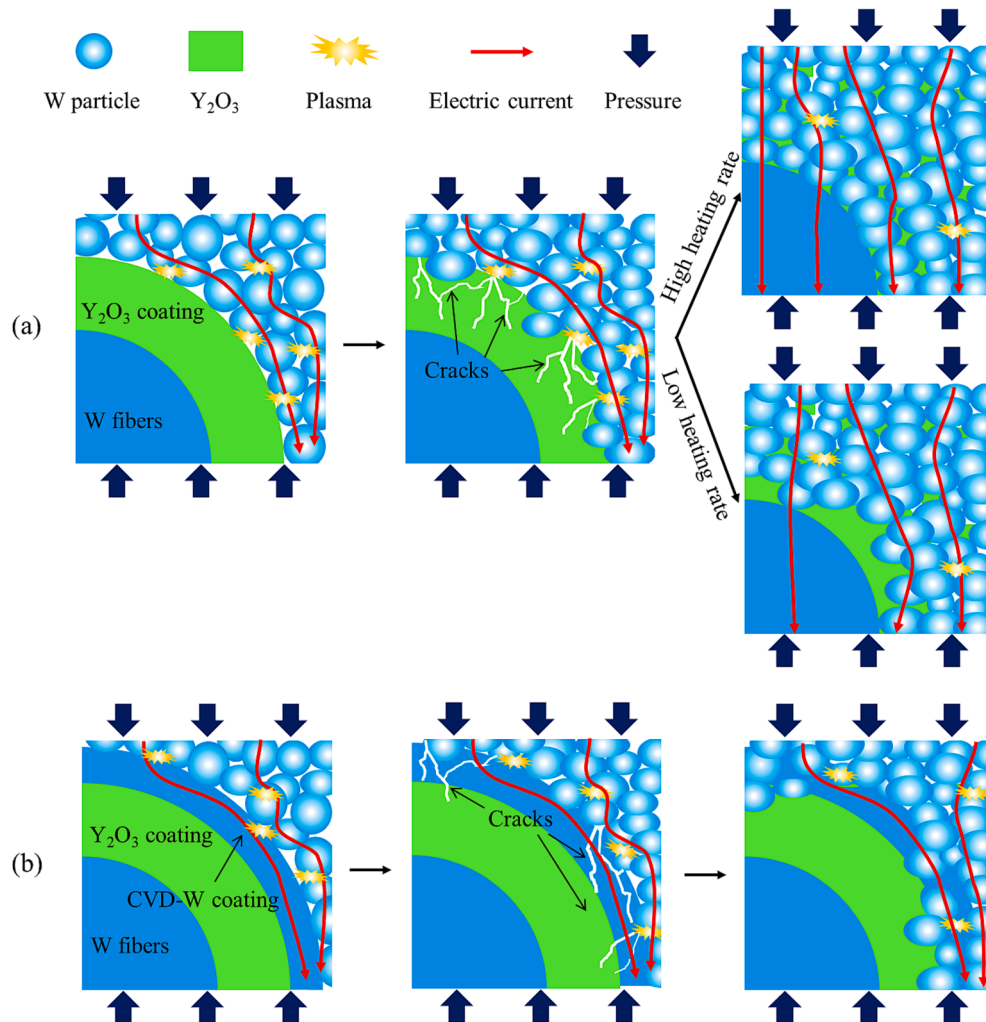 W particle
Y₂O₃
Plasma
Electric current
Pressure
(a)
Y₂O₃ coating
W fibers
Cracks
High heating rate
Low heating rate
(b)
Y₂O₃ coating
CVD-W coating
W fibers
Cracks